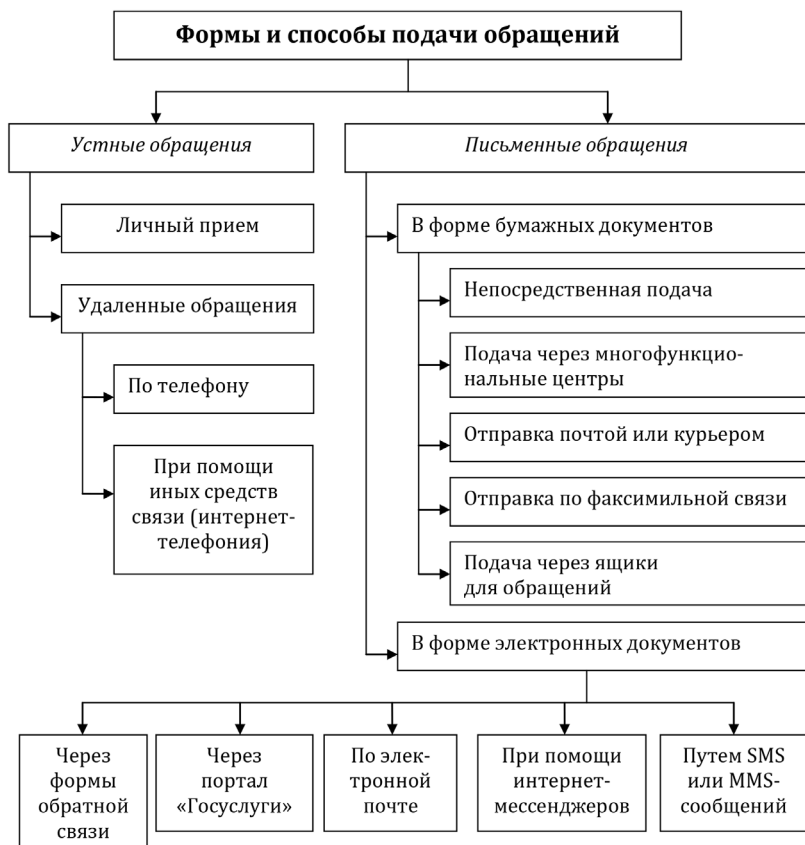 Формы и способы подачи обращений
Устные обращения
Личный прием
Удаленные обращения
По телефону
При помощи
иных средств
связи (интернет-
телефония)
Письменные обращения
В форме бумажных документов
Непосредственная подача
Подача через многофункцио-
нальные центры
Отправка почтой или курьером
Отправка по факсимильной связи
Подача через ящики
для обращений
В форме электронных документов
Через
формы
обратной
связи
Через
портал
«Госуслуги»
По элек-
тронной
почте
При помощи
интернет-
мессенджеров
Путем SMS
или MMS-
сообщений